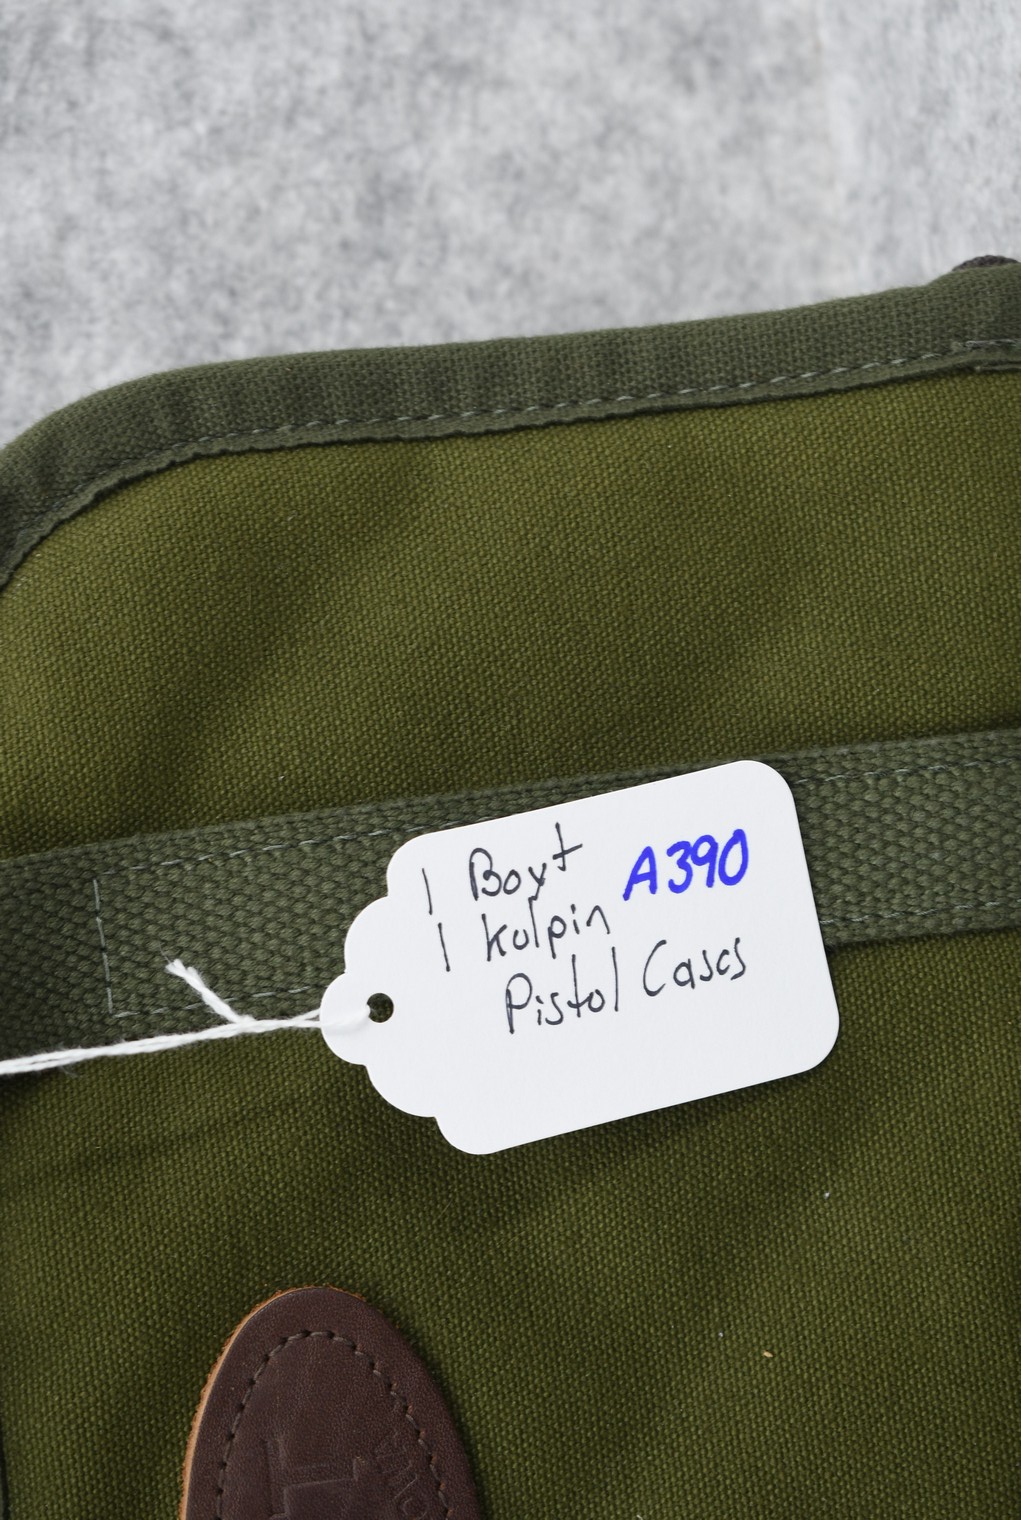 1 Boyt A390
1 Kolpin
Pistol Cases